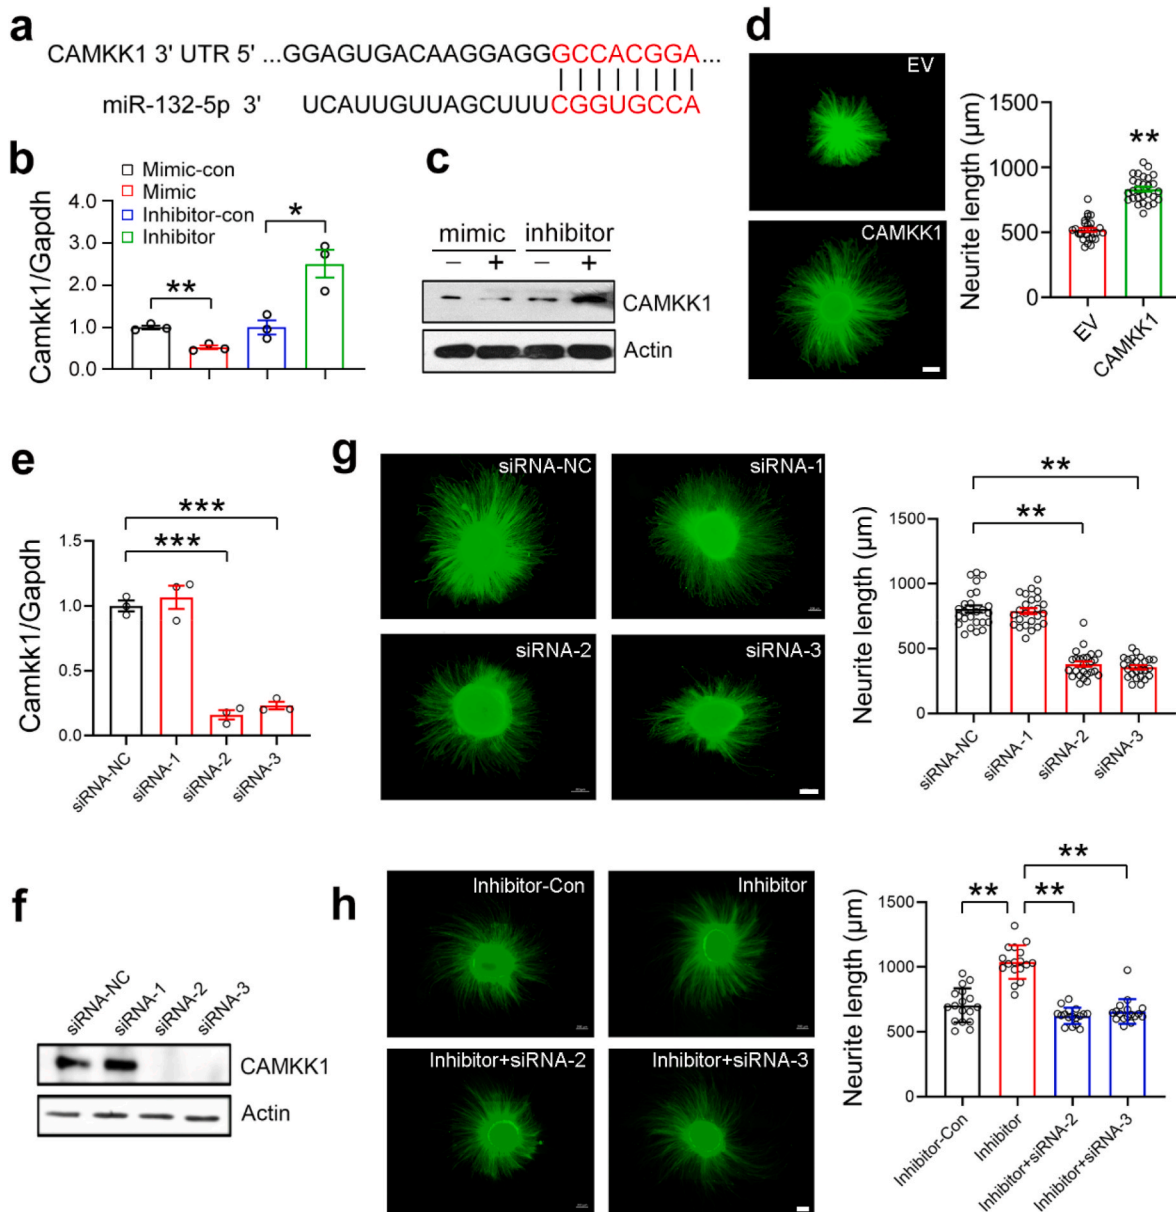 a
CAMKK1 3' UTR 5' ...GGAGUGACAAGGAGGGCCACGGA...
miR-132-5p 3' UCAUUGUUAGCUUUCGGUGCCA
b
Mimic-con
Mimic
Inhibitor-con
Inhibitor
Camkk1/Gapdh
4.0
3.0
2.0
1.0
0.0
**
*
c
mimic inhibitor
− + − +
CAMKK1
Actin
d
EV
CAMKK1
Neurite length (µm)
1500
1000
500
0
**
EV
CAMKK1
e
Camkk1/Gapdh
1.5
1.0
0.5
0.0
***
***
siRNA-NC
siRNA-1
siRNA-2
siRNA-3
f
siRNA-NC
siRNA-1
siRNA-2
siRNA-3
CAMKK1
Actin
g
siRNA-NC
siRNA-1
siRNA-2
siRNA-3
Neurite length (µm)
1500
1000
500
0
**
**
siRNA-NC
siRNA-1
siRNA-2
siRNA-3
h
Inhibitor-Con
Inhibitor
Inhibitor+siRNA-2
Inhibitor+siRNA-3
Neurite length (µm)
1500
1000
500
0
**
**
**
Inhibitor-Con
Inhibitor
Inhibitor+siRNA-2
Inhibitor+siRNA-3